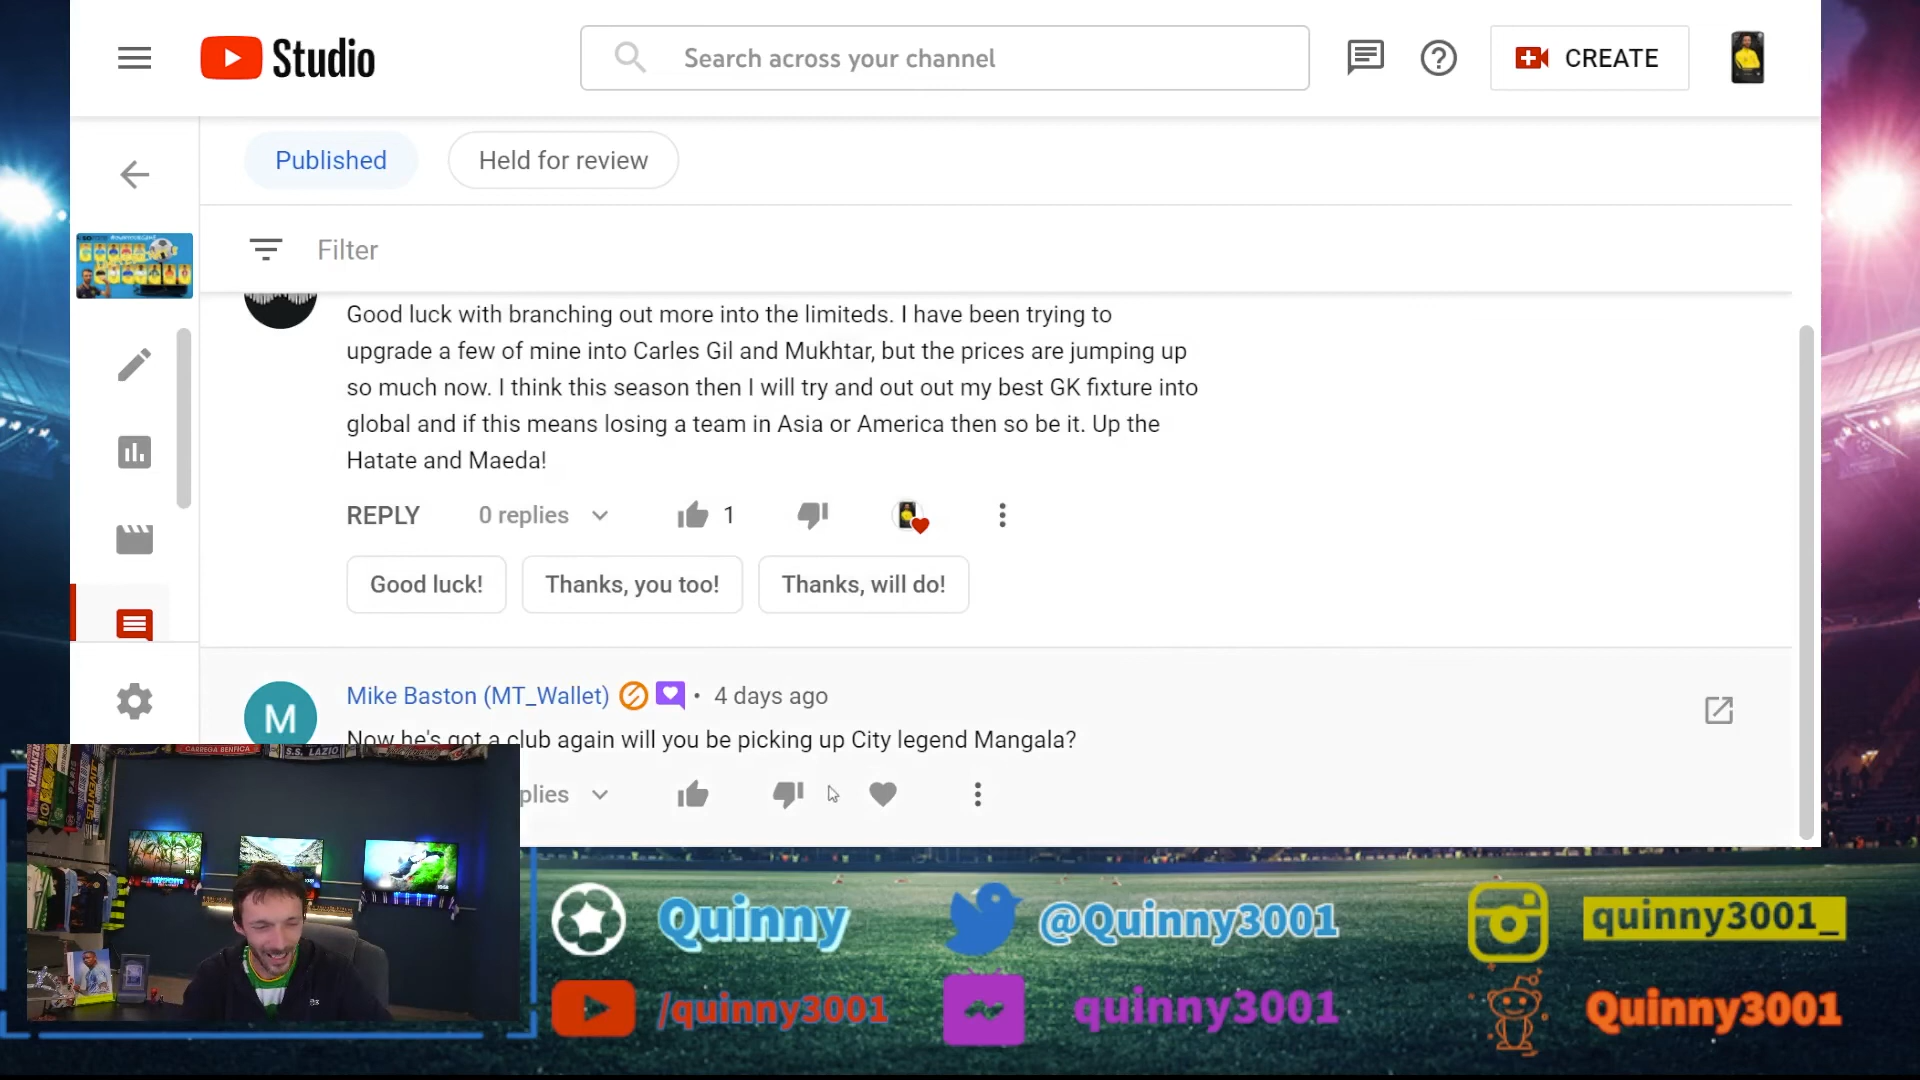 Studio
Search across your channel
CREATE
Published
Held for review
Filter
Good luck with branching out more into the limiteds. I have been trying to
upgrade a few of mine into Carles Gil and Mukhtar, but the prices are jumping up
so much now. I think this season then I will try and out out my best GK fixture into
global and if this means losing a team in Asia or America then so be it. Up the
Hatate and Maeda!
REPLY
0 replies
1
Good luck!
Thanks, you too!
Thanks, will do!
M
Mike Baston (MT_Wallet)
• 4 days ago
Now he's got a club again will you be picking up City legend Mangala?
plies
CARREGA BENFICA
S.S. LAZIO
JUVENTUS
PARIS
Quinny
@Quinny3001
quinny3001_
/quinny3001
quinny3001
Quinny3001